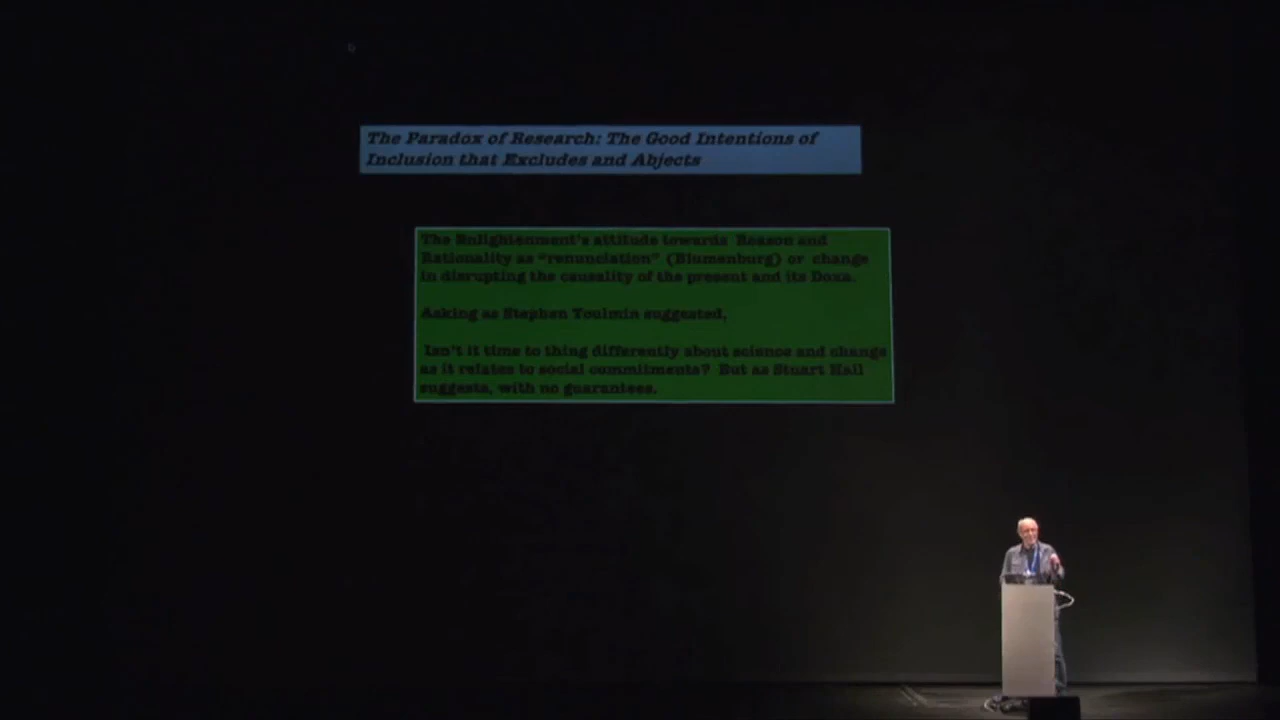 The Paradox of Research: The Good Intentions of
Inclusion that Excludes and Abjects
The Enlightenment's attitude towards Reason and
Rationality as "renunciation" (Blumenburg) or change
in disrupting the causality of the present and its Doxa.
Asking as Stephen Toulmin suggested,
Isn't it time to thing differently about science and change
as it relates to social commitments? But as Stuart Hall
suggests, with no guarantees.